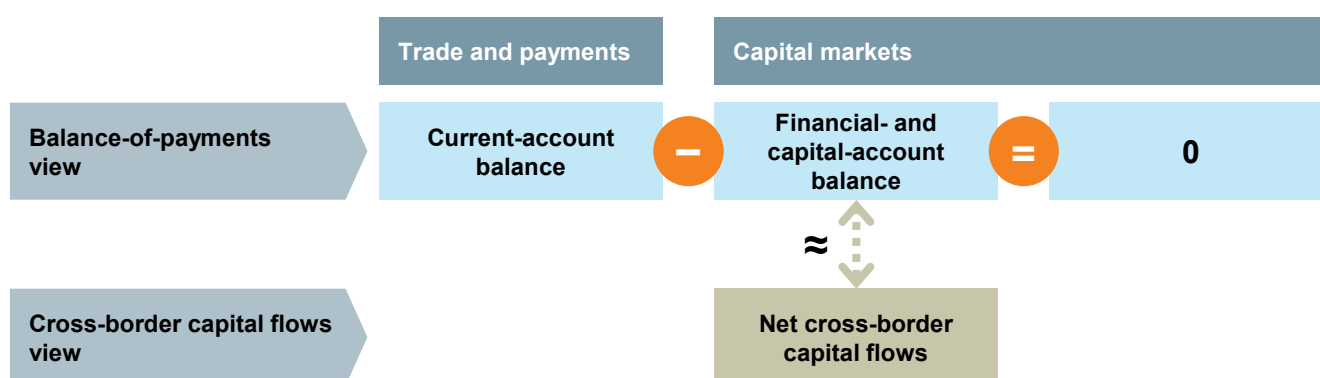 Trade and payments
Capital markets
Balance-of-payments
view
Current-account
balance
–
Financial- and
capital-account
balance
=
0
≈
Cross-border capital flows
view
Net cross-border
capital flows